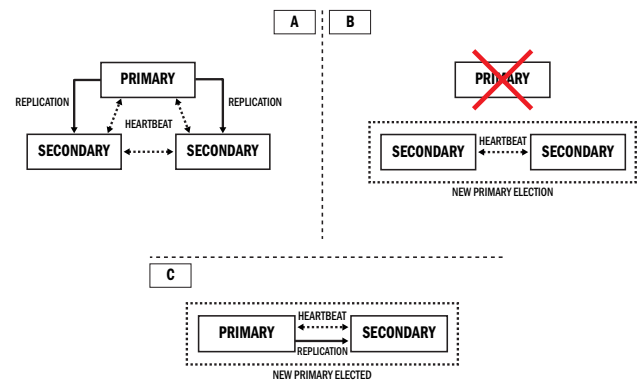 A
PRIMARY
REPLICATION
REPLICATION
HEARTBEAT
SECONDARY
SECONDARY
B
PRIMARY
SECONDARY
HEARTBEAT
SECONDARY
NEW PRIMARY ELECTION
C
PRIMARY
HEARTBEAT
REPLICATION
SECONDARY
NEW PRIMARY ELECTED